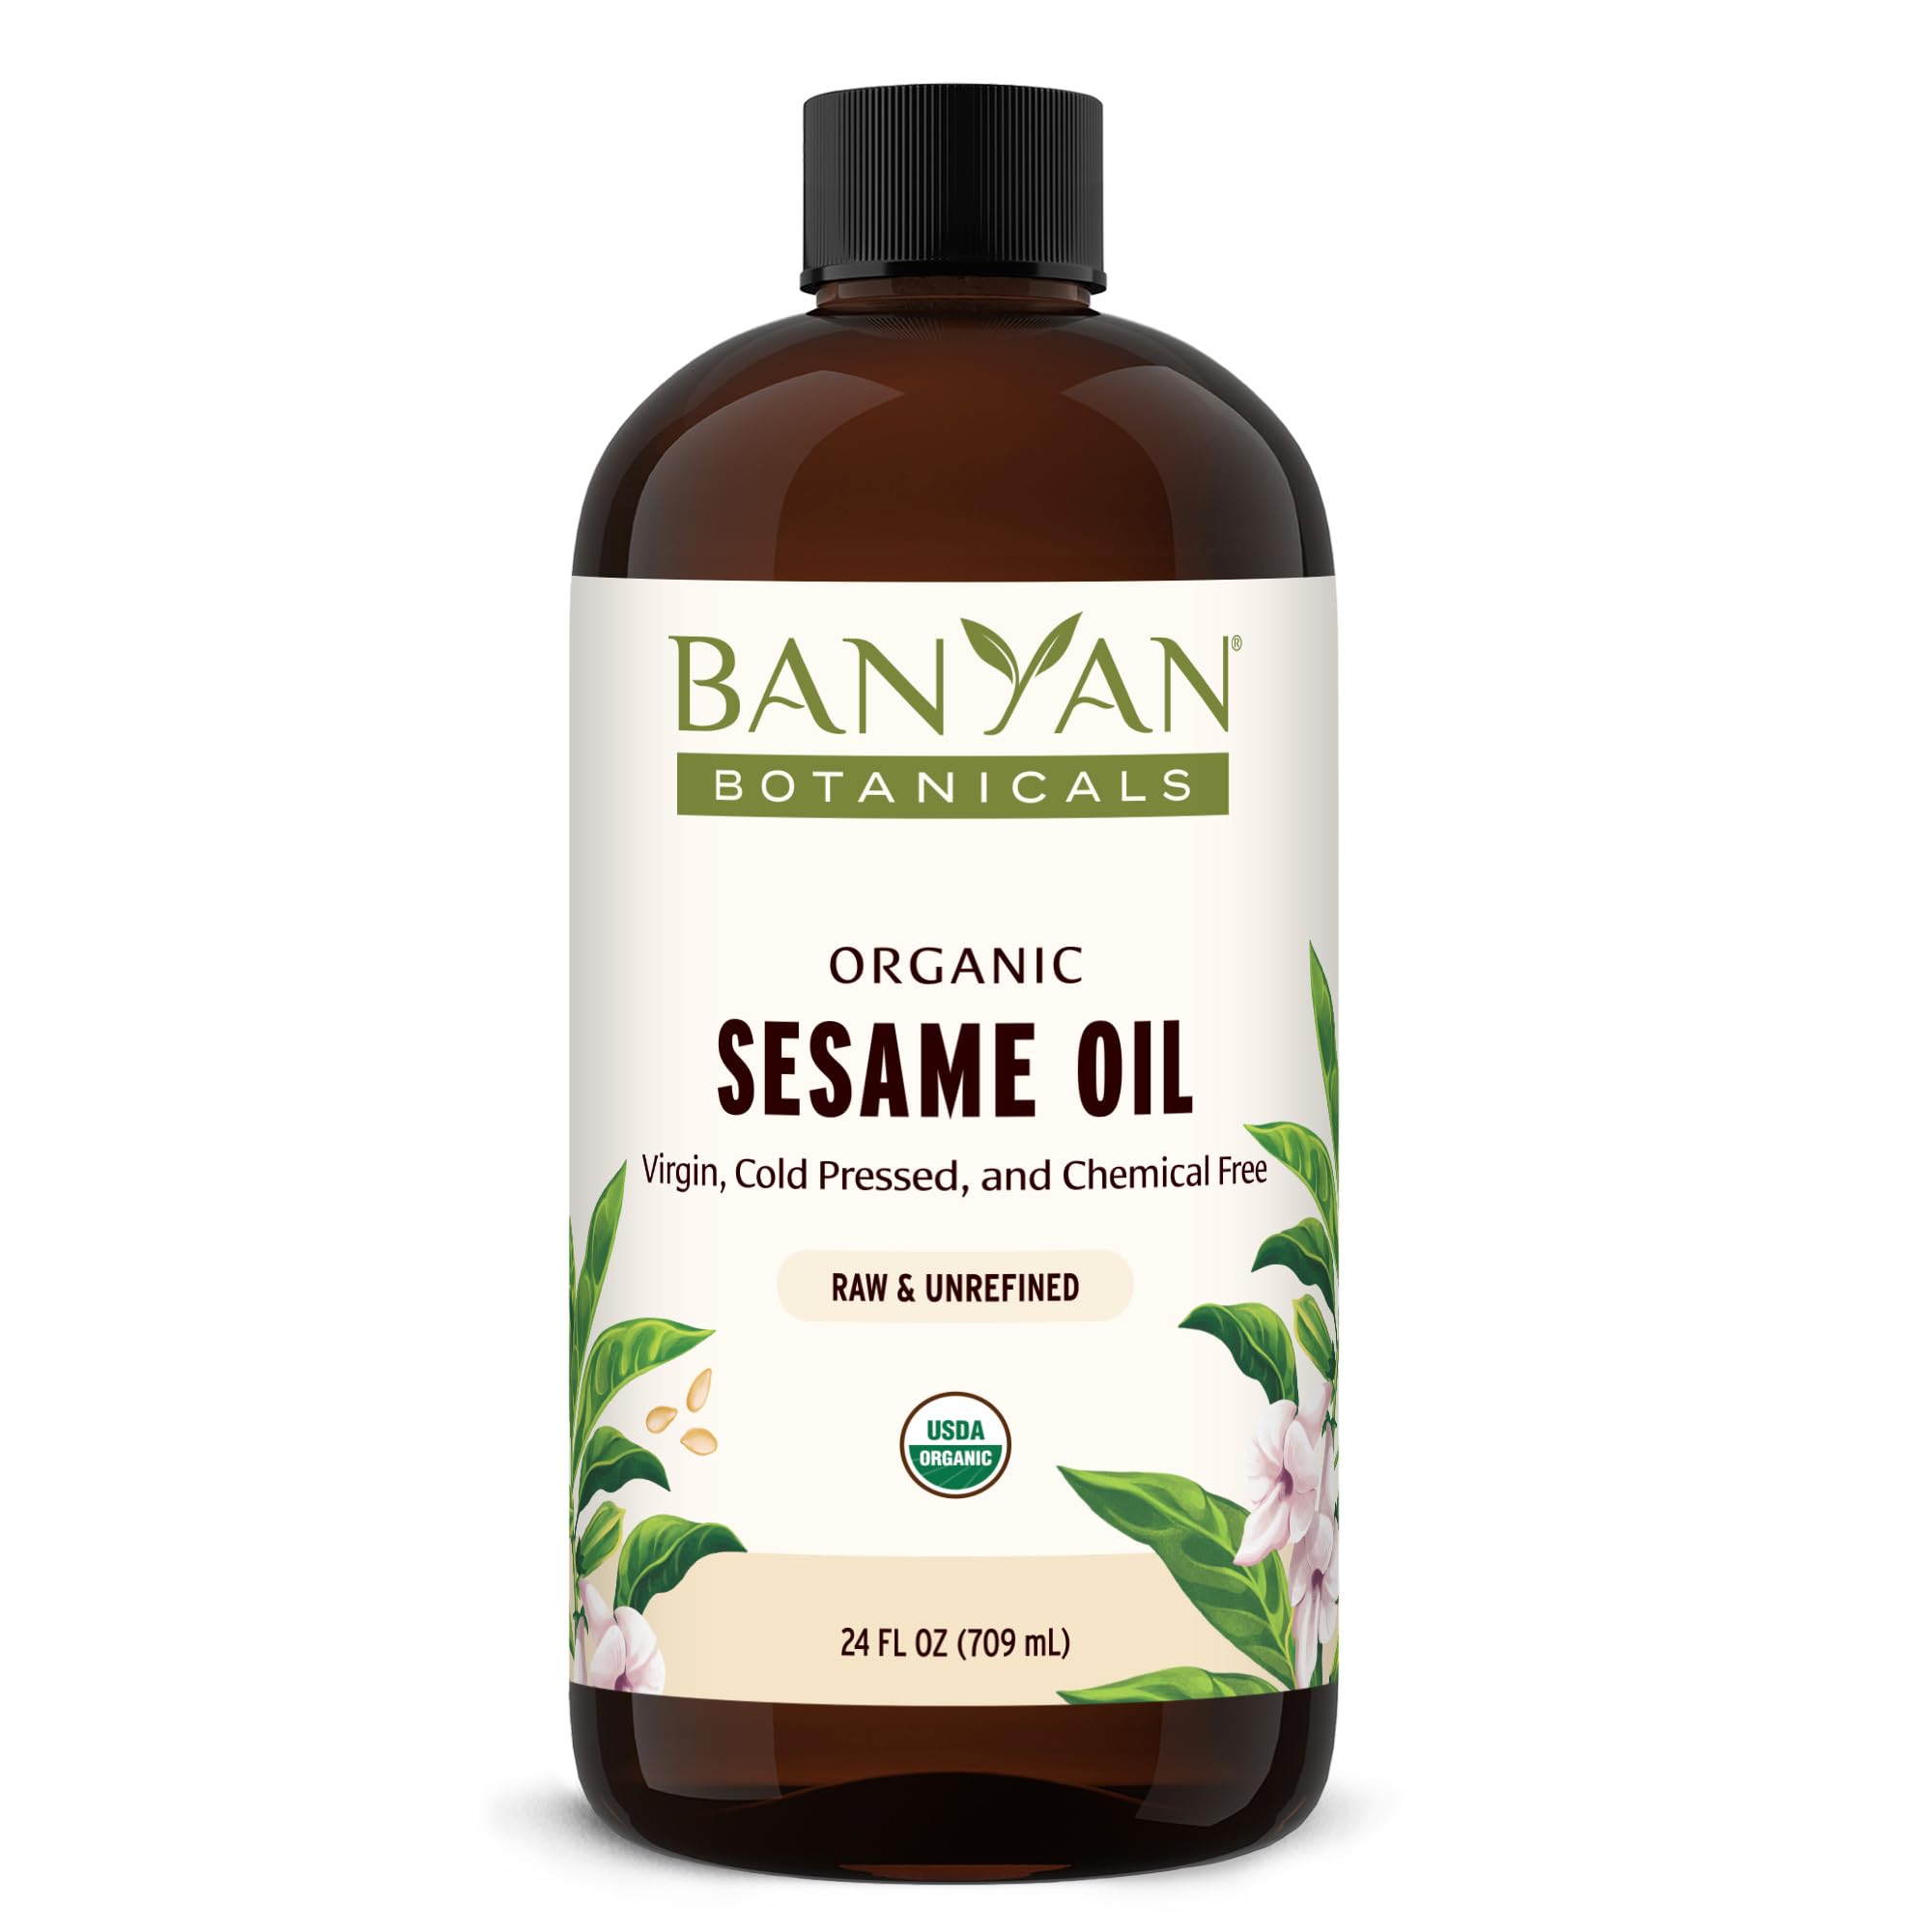 BANYAN®
BOTANICALS
ORGANIC
SESAME OIL
Virgin, Cold Pressed, and Chemical Free
RAW & UNREFINED
USDA
ORGANIC
24 FL OZ (709 mL)